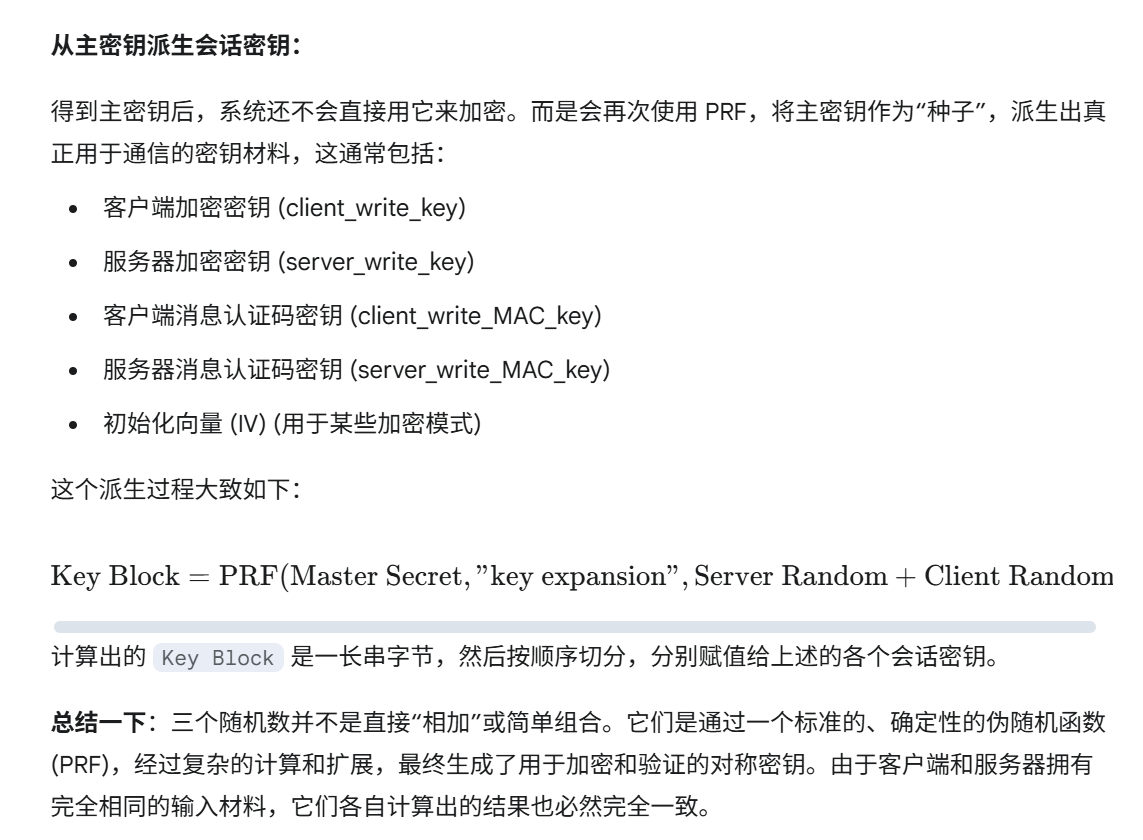 从主密钥派生会话密钥：
得到主密钥后，系统还不会直接用它来加密。而是会再次使用 PRF，将主密钥作为“种子”，派生出真
正用于通信的密钥材料，这通常包括：
• 客户端加密密钥 (client_write_key)
• 服务器加密密钥 (server_write_key)
• 客户端消息认证码密钥 (client_write_MAC_key)
• 服务器消息认证码密钥 (server_write_MAC_key)
• 初始化向量 (IV) (用于某些加密模式)
这个派生过程大致如下：
Key Block = PRF(Master Secret, ”key expansion”, Server Random + Client Random
计算出的 Key Block 是一长串字节，然后按顺序切分，分别赋值给上述的各个会话密钥。
总结一下：三个随机数并不是直接“相加”或简单组合。它们是通过一个标准的、确定性的伪随机函数
(PRF)，经过复杂的计算和扩展，最终生成了用于加密和验证的对称密钥。由于客户端和服务器拥有
完全相同的输入材料，它们各自计算出的结果也必然完全一致。